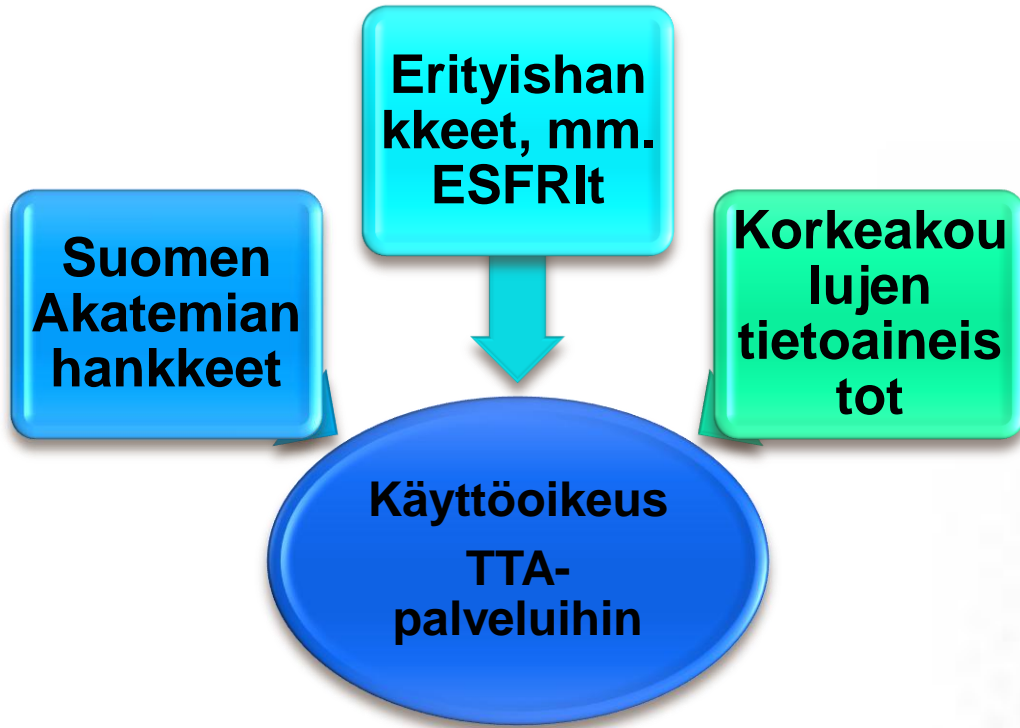 Erityishan
kkeet, mm.
ESFRIt
Suomen
Akatemian
hankkeet
Korkeakou
lujen
tietoaineis
tot
Käyttöoikeus
TTA-
palveluihin